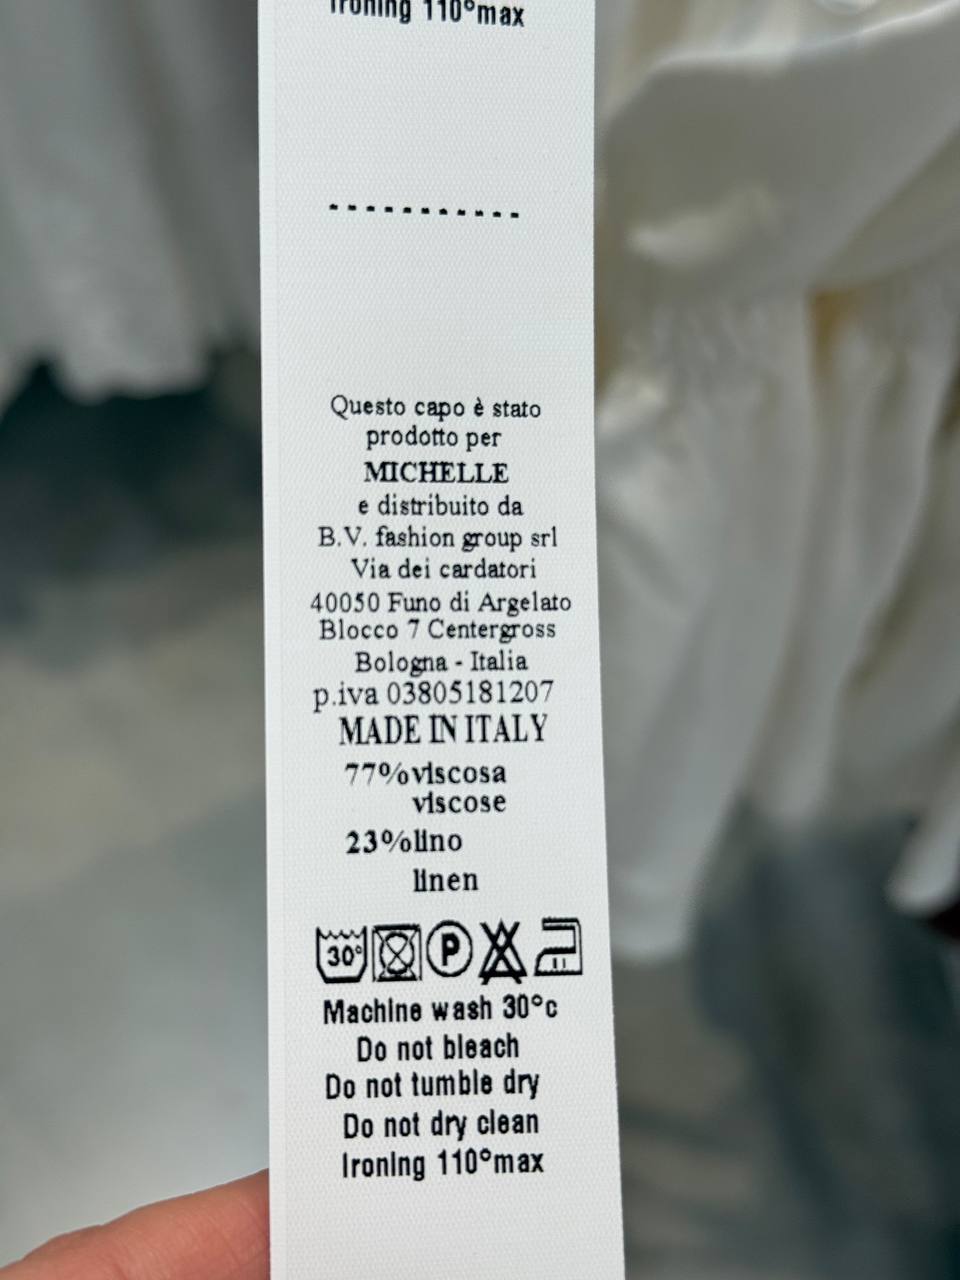 Ironing 110°max
-----------
Questo capo è stato
prodotto per
MICHELLE
e distribuito da
B.V. fashion group srl
Via dei cardatori
40050 Funo di Argelato
Blocco 7 Centergross
Bologna - Italia
p.iva 03805181207
MADE IN ITALY
77%viscosa
viscose
23%lino
linen
30° P
Machine wash 30°c
Do not bleach
Do not tumble dry
Do not dry clean
Ironing 110°max